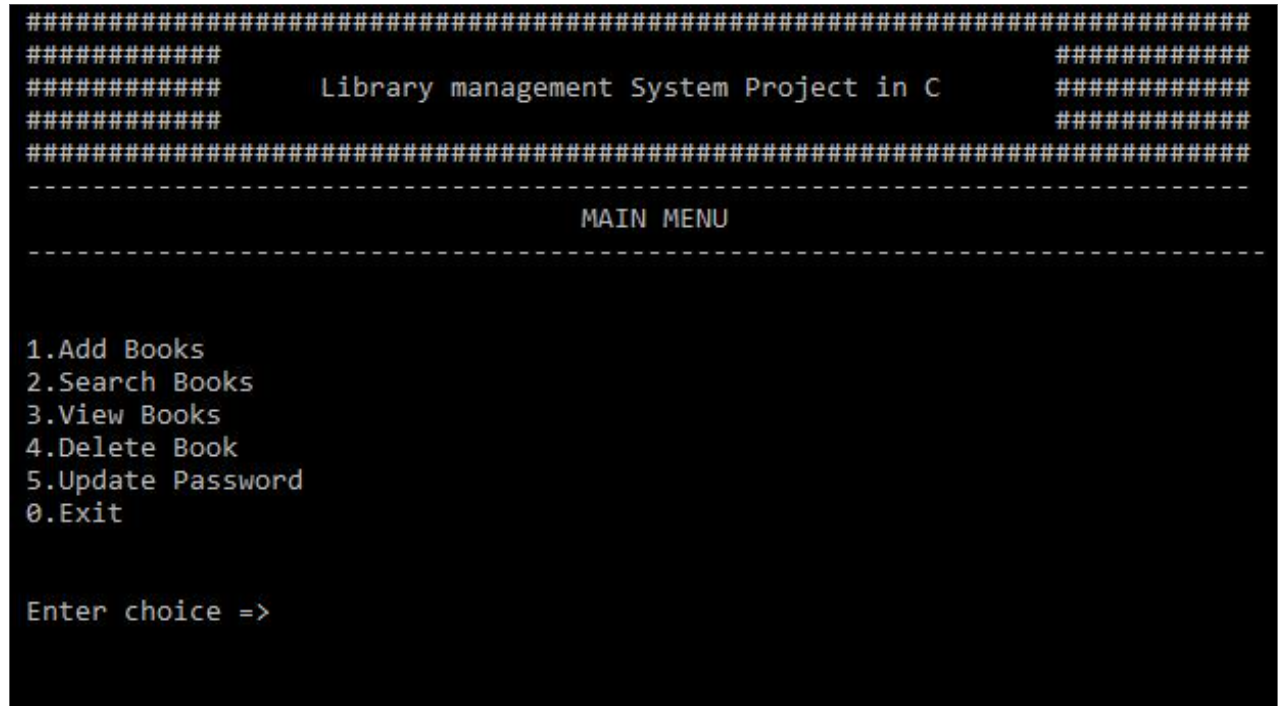 ###########################################################################
############                                                   ############
############      Library management System Project in C       ############
############                                                   ############
###########################################################################
---------------------------------------------------------------------------
                                  MAIN MENU
----------------------------------------------------------------------------
1.Add Books
2.Search Books
3.View Books
4.Delete Book
5.Update Password
0.Exit
Enter choice =>